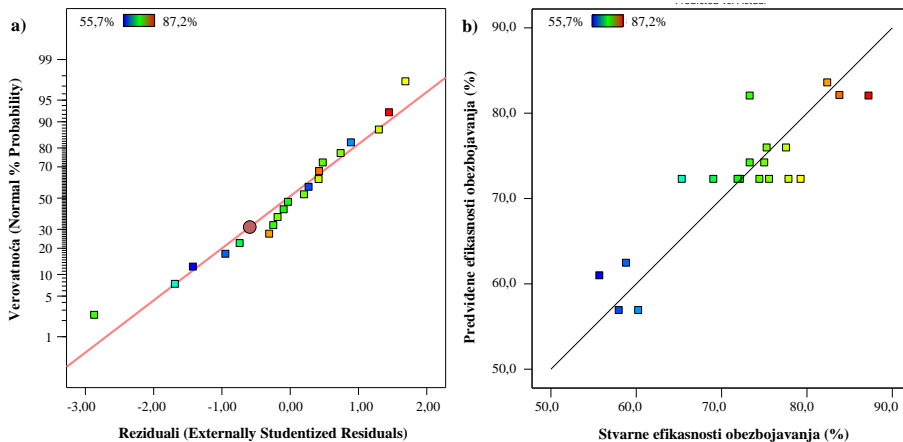 a)
55,7% 87,2%
Verovatnoća (Normal % Probability)
99
95
90
80
70
50
30
20
10
5
1
-3,00 -2,00 -1,00 0,00 1,00 2,00
Reziduali (Externally Studentized Residuals)
b)
55,7% 87,2%
Predviđene efikasnosti obezbojavanja (%)
90,0
80,0
70,0
60,0
50,0
50,0 60,0 70,0 80,0 90,0
Stvarne efikasnosti obezbojavanja (%)